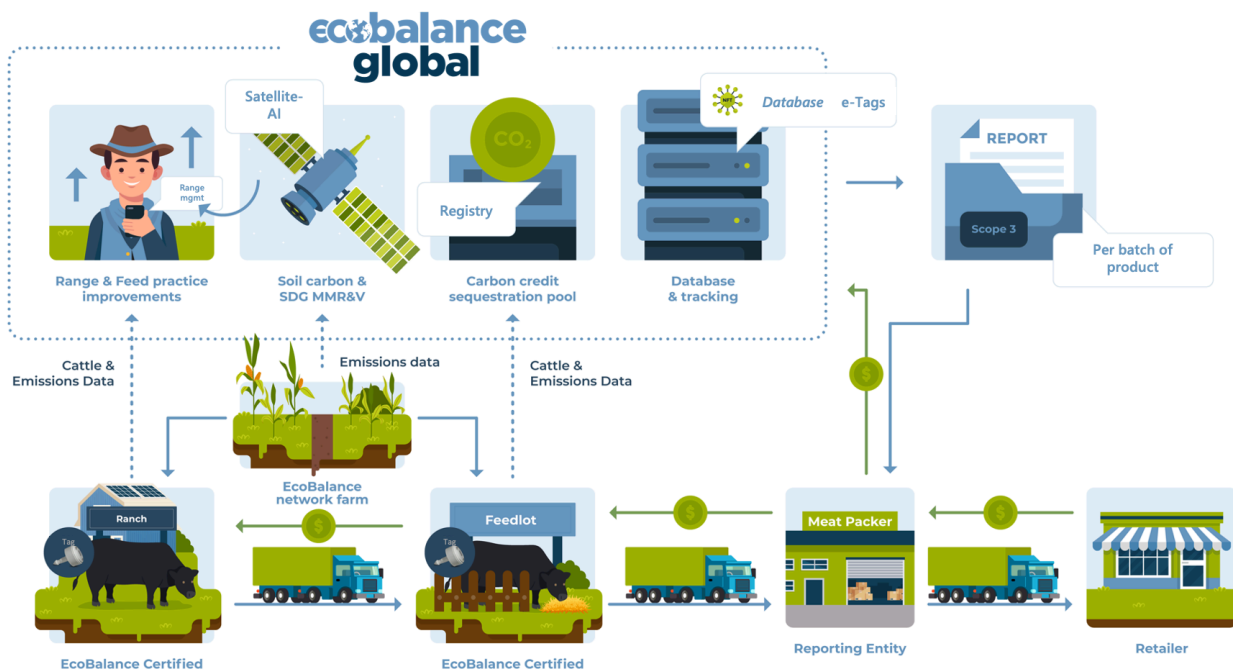 ecobalance
global
Satellite-
AI
CO2
NFT
Database e-Tags
REPORT
Range
mgmt
Registry
Scope 3
Per batch of
product
Range & Feed practice
improvements
Soil carbon &
SDG MMR&V
Carbon credit
sequestration pool
Database
& tracking
Cattle &
Emissions Data
Emissions data
Cattle &
Emissions Data
$
EcoBalance
network farm
Ranch
Tag
$
Feedlot
Tag
$
Meat Packer
$
EcoBalance Certified
EcoBalance Certified
Reporting Entity
Retailer